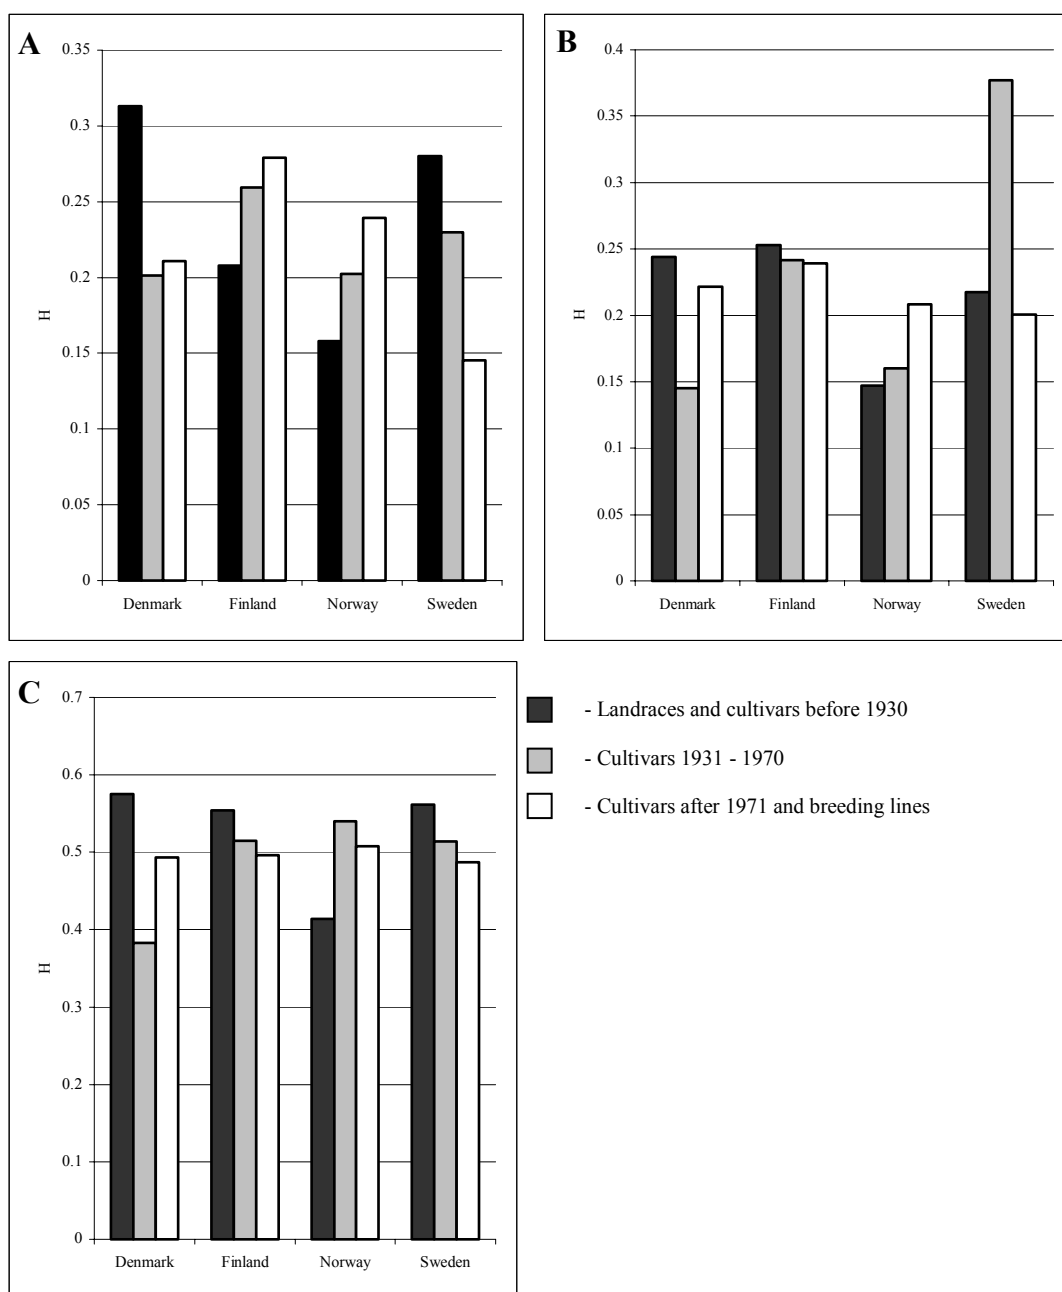 A
0.35
0.3
0.25
0.2
0.15
0.1
0.05
0
H
Denmark Finland Norway Sweden
B
0.4
0.35
0.3
0.25
0.2
0.15
0.1
0.05
0
H
Denmark Finland Norway Sweden
C
0.7
0.6
0.5
0.4
0.3
0.2
0.1
0
H
Denmark Finland Norway Sweden
- Landraces and cultivars before 1930
- Cultivars 1931 - 1970
- Cultivars after 1971 and breeding lines